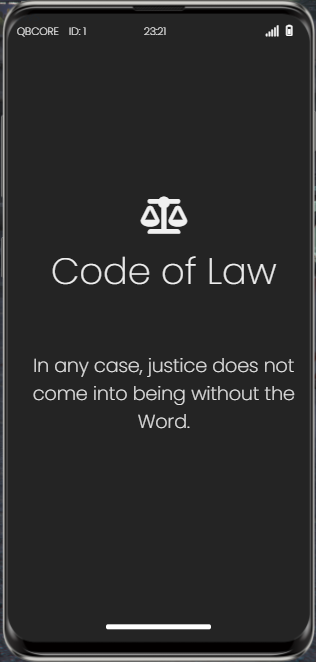 QBCORE ID: 1 23:21
Code of Law
In any case, justice does not
come into being without the
Word.